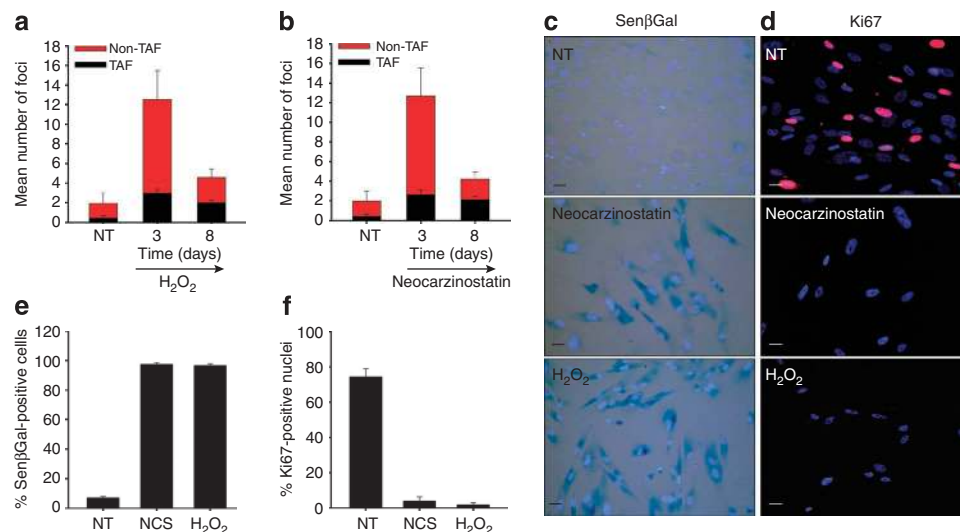 a
Mean number of foci
18
16
14
12
10
8
6
4
2
0
Non-TAF
TAF
NT
3
8
Time (days)
H₂O₂
b
Mean number of foci
18
16
14
12
10
8
6
4
2
0
Non-TAF
TAF
NT
3
8
Time (days)
Neocarzinostatin
c
SenβGal
NT
Neocarzinostatin
H₂O₂
d
Ki67
NT
Neocarzinostatin
H₂O₂
e
% SenβGal-positive cells
120
100
80
60
40
20
0
NT NCS H₂O₂
f
% Ki67-positive nuclei
100
80
60
40
20
0
NT NCS H₂O₂